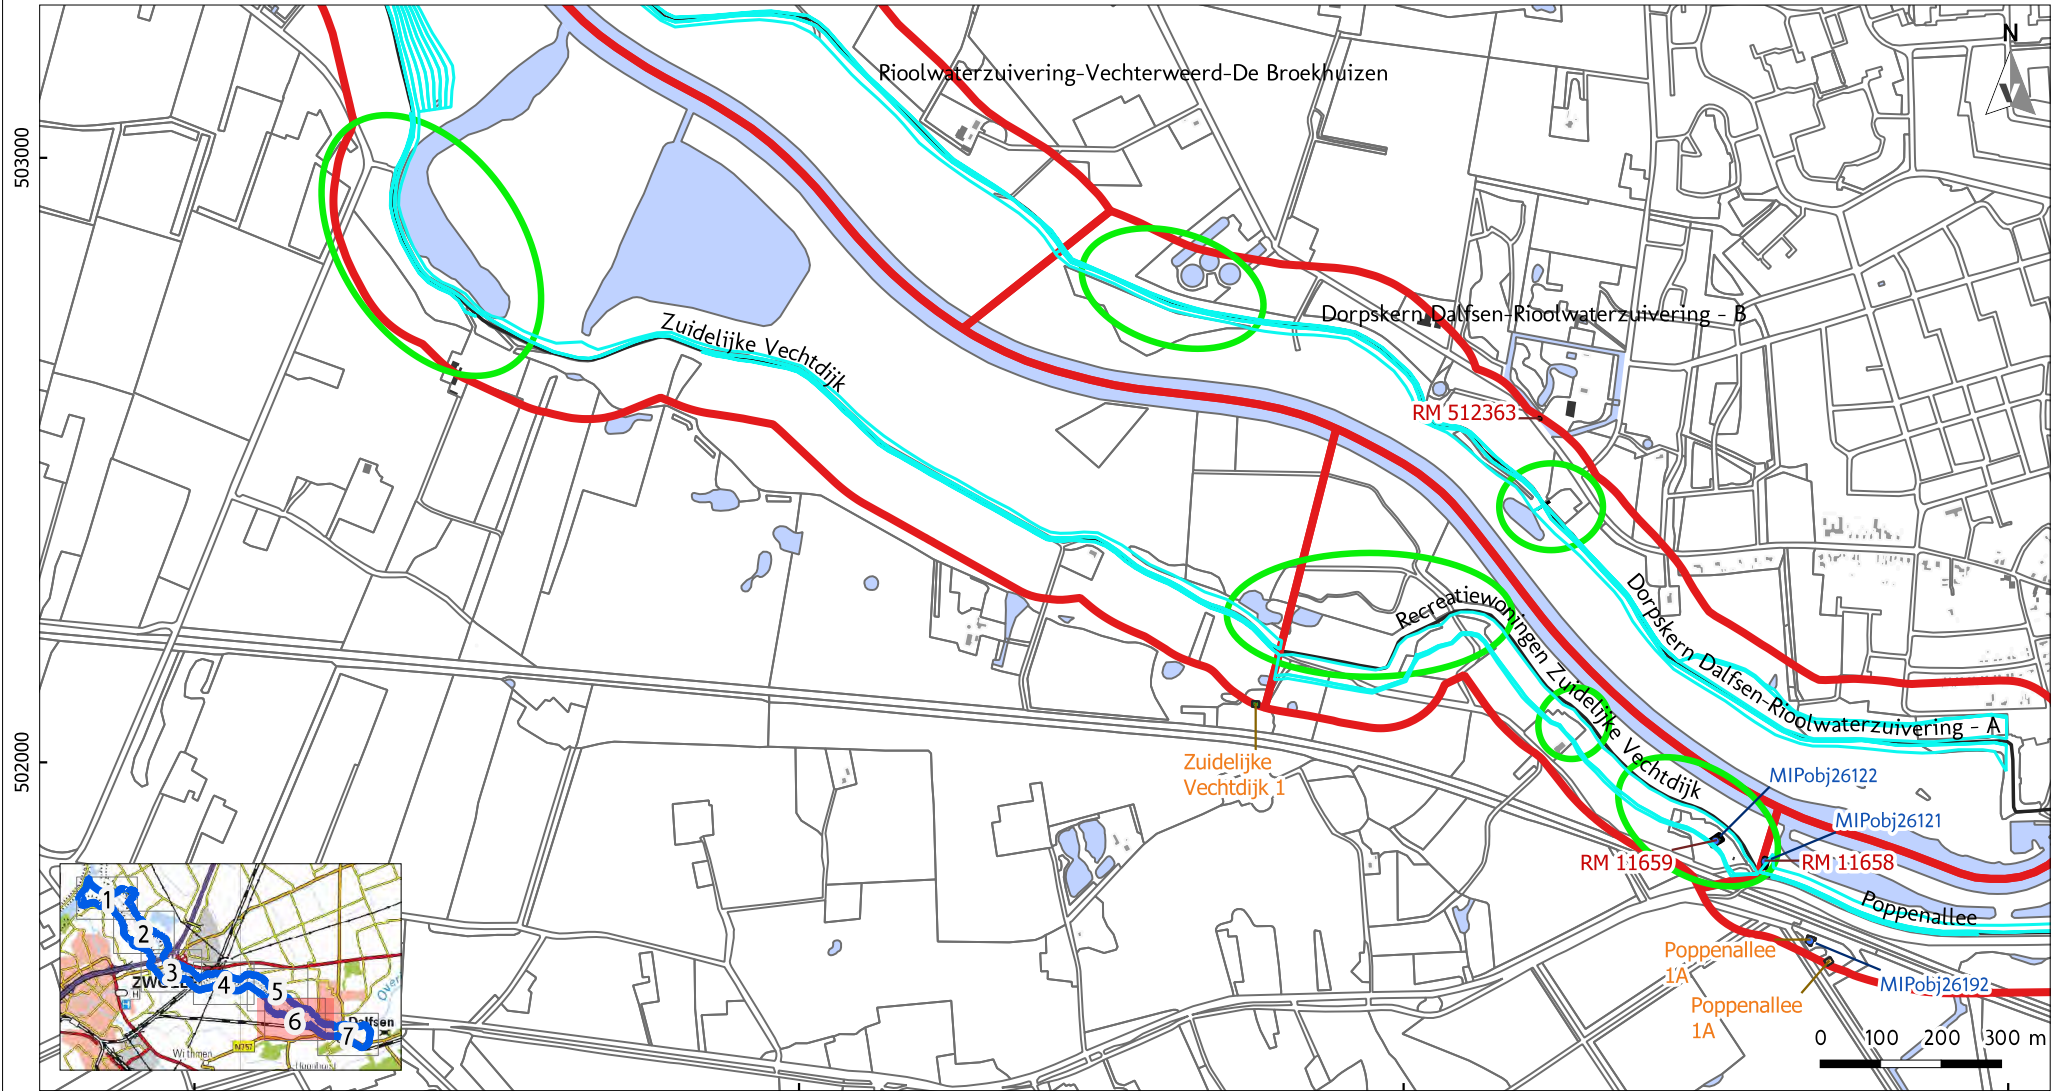 N
Rioolwaterzuivering-Vechterweerd-De Broekhuizen
503000
Dorpskern Dalfsen-Rioolwaterzuivering - B
Zuidelijke Vechtdijk
RM 512363
Recreatiewoningen Zuidelijke Vechtdijk
Dorpskern Dalfsen-Rioolwaterzuivering - A
502000
Zuidelijke
Vechtdijk 1
MIPobj26122
MIPobj26121
RM 11659
RM 11658
Poppenallee
Poppenallee
1A
MIPobj26192
Poppenallee
1A
0 100 200 300 m
1
2
3
4
5
6
7
Dalfsen
Withmen
N757